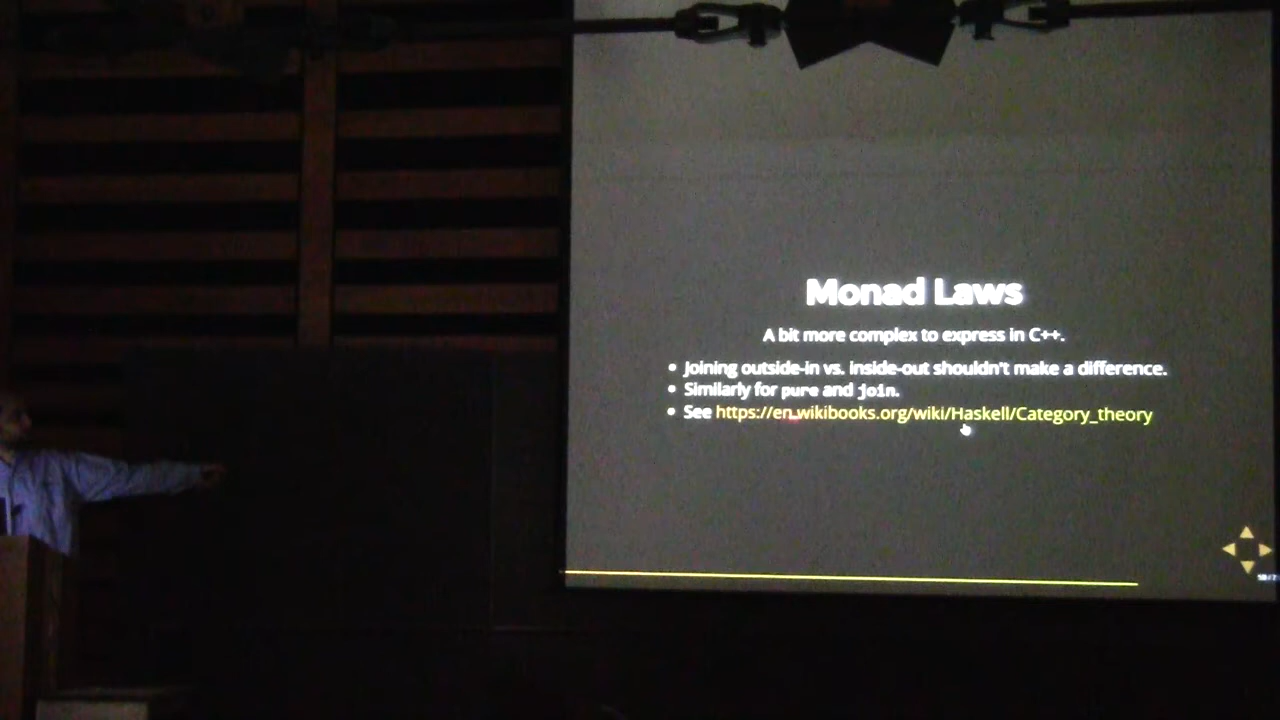 Monad Laws
A bit more complex to express in C++.
• Joining outside-in vs. inside-out shouldn't make a difference.
• Similarly for pure and join.
• See https://en.wikibooks.org/wiki/Haskell/Category_theory